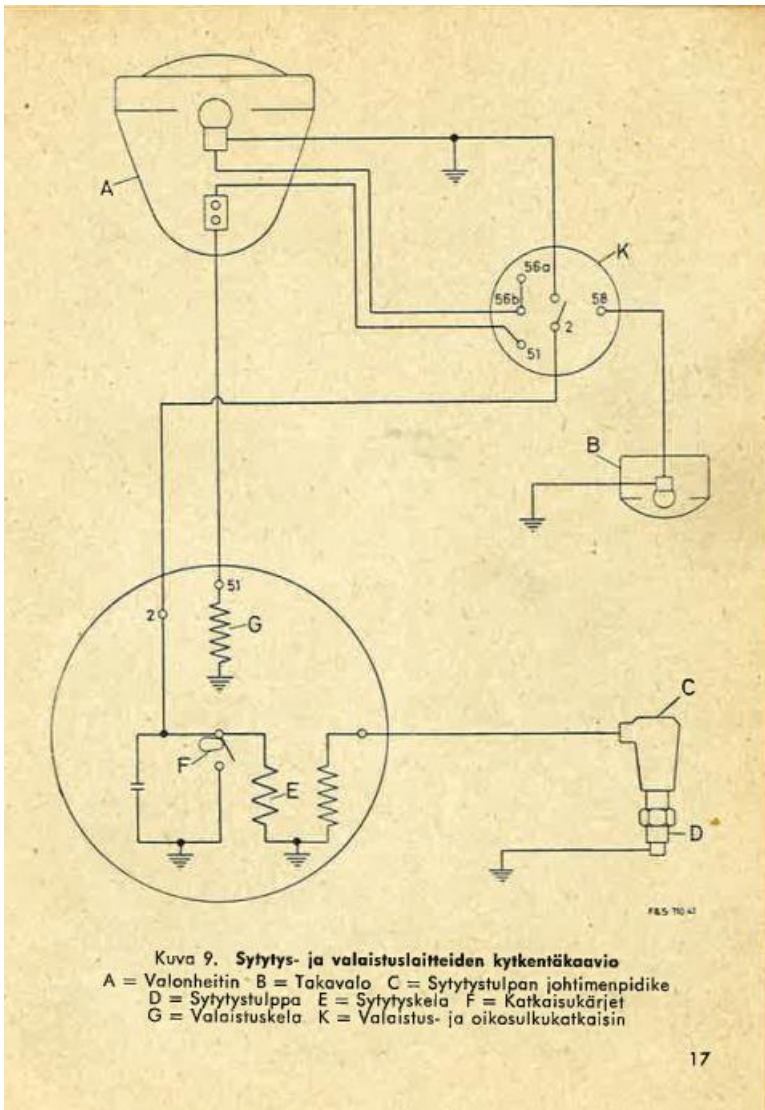 A
K
56a
56b
58
2
51
B
51
2
G
C
F
E
D
F&S 710 41
Kuva 9. Sytytys- ja valaistuslaitteiden kytkentäkaavio
A = Valonheitin B = Takavalo C = Sytytystulpan johtimenpidike
D = Sytytystulppa E = Sytytyskela F = Katkaisukärjet
G = Valaistuskela K = Valaistus- ja oikosulkukatkaisin
17